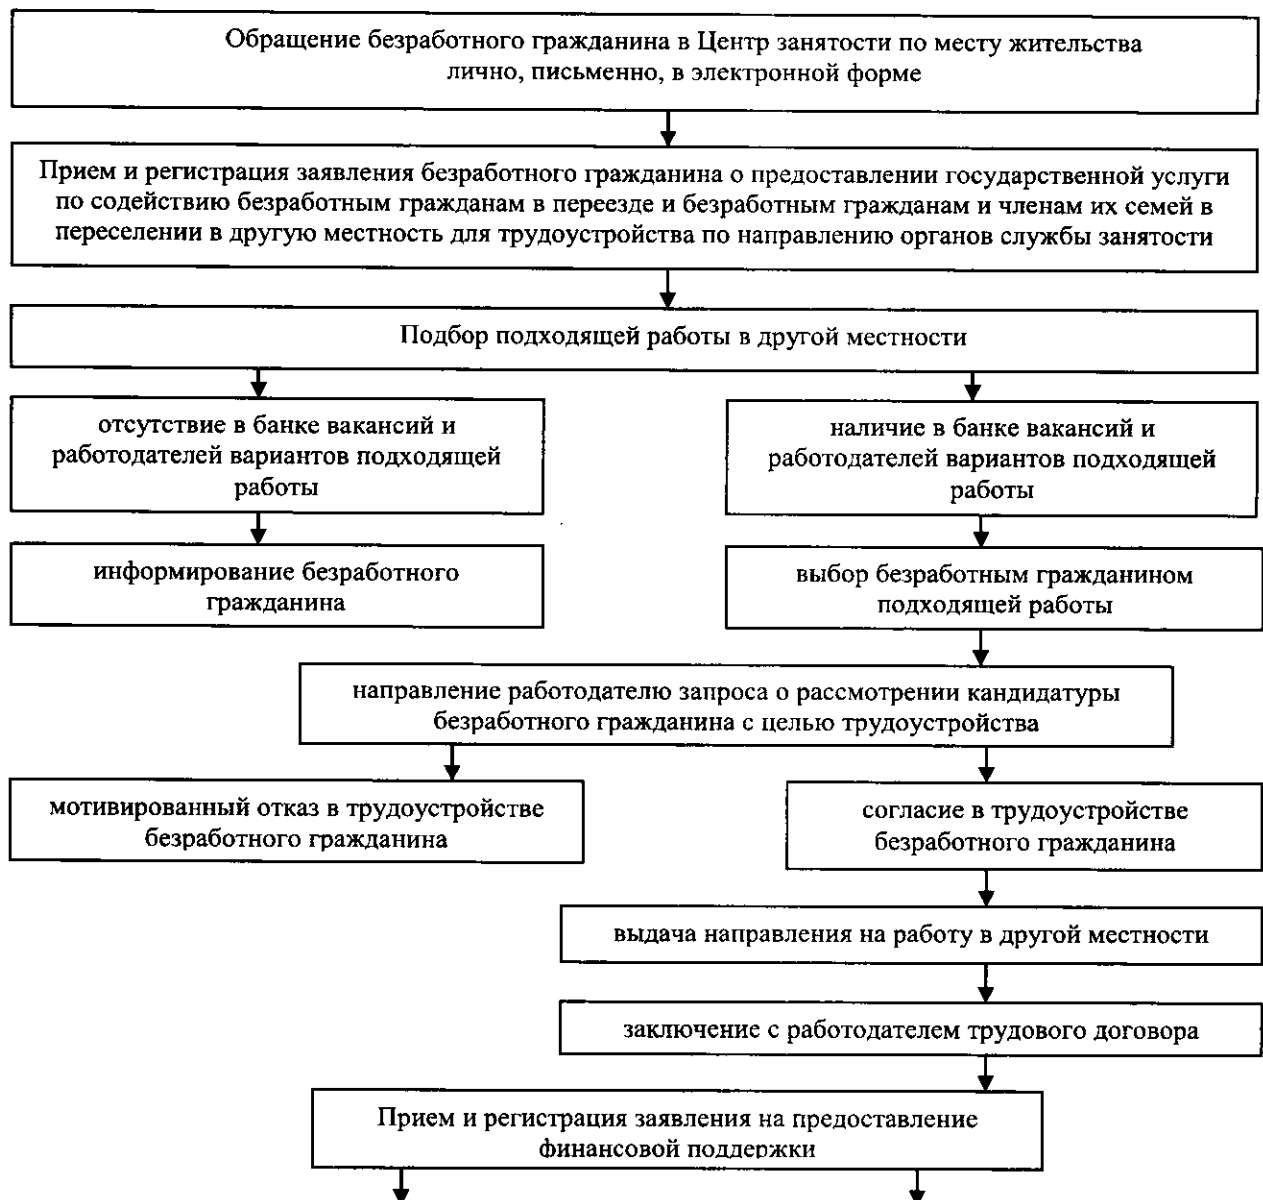 Обращение безработного гражданина в Центр занятости по месту жительства
лично, письменно, в электронной форме
Прием и регистрация заявления безработного гражданина о предоставлении государственной услуги
по содействию безработным гражданам в переезде и безработным гражданам и членам их семей в
переселении в другую местность для трудоустройства по направлению органов службы занятости
Подбор подходящей работы в другой местности
отсутствие в банке вакансий и
работодателей вариантов подходящей
работы
наличие в банке вакансий и
работодателей вариантов подходящей
работы
информирование безработного
гражданина
выбор безработным гражданином
подходящей работы
направление работодателю запроса о рассмотрении кандидатуры
безработного гражданина с целью трудоустройства
мотивированный отказ в трудоустройстве
безработного гражданина
согласие в трудоустройстве
безработного гражданина
выдача направления на работу в другой местности
заключение с работодателем трудового договора
Прием и регистрация заявления на предоставление
финансовой поддержки